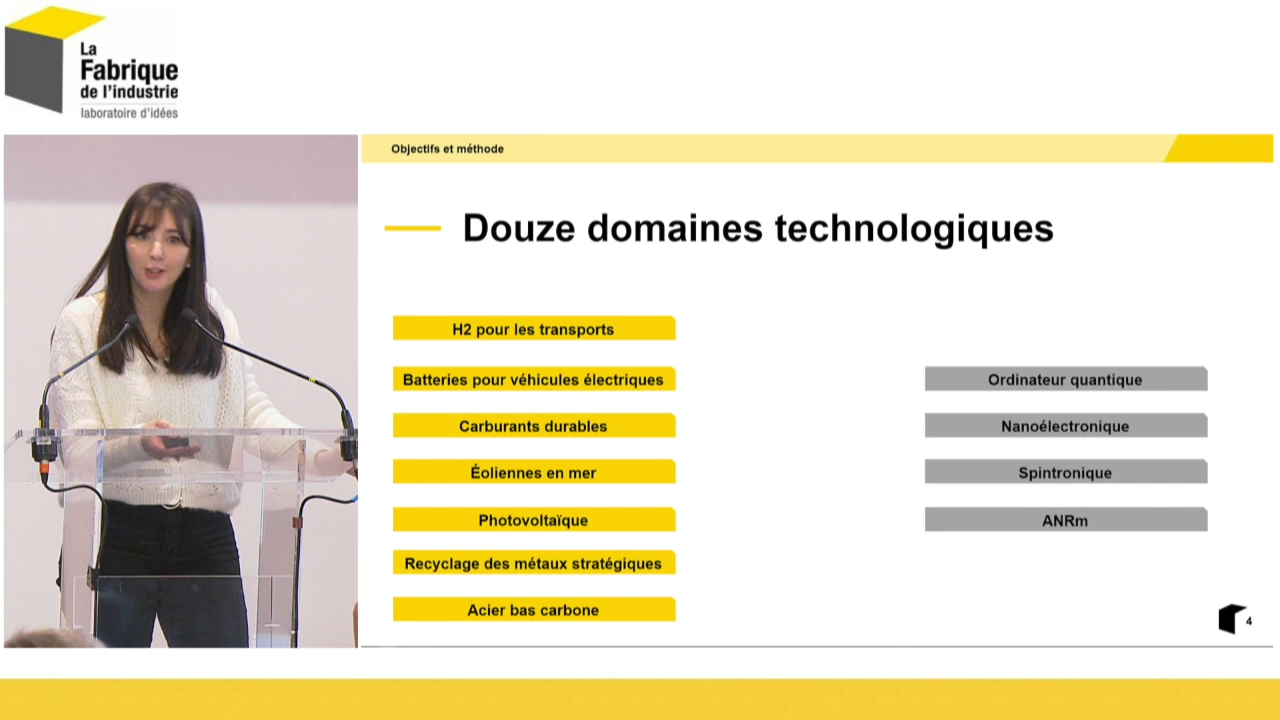 La
Fabrique
de l'industrie
laboratoire d'idées
Objectifs et méthode
Douze domaines technologiques
H2 pour les transports
Batteries pour véhicules électriques
Carburants durables
Éoliennes en mer
Photovoltaïque
Recyclage des métaux stratégiques
Acier bas carbone
Ordinateur quantique
Nanoélectronique
Spintronique
ANRm
4